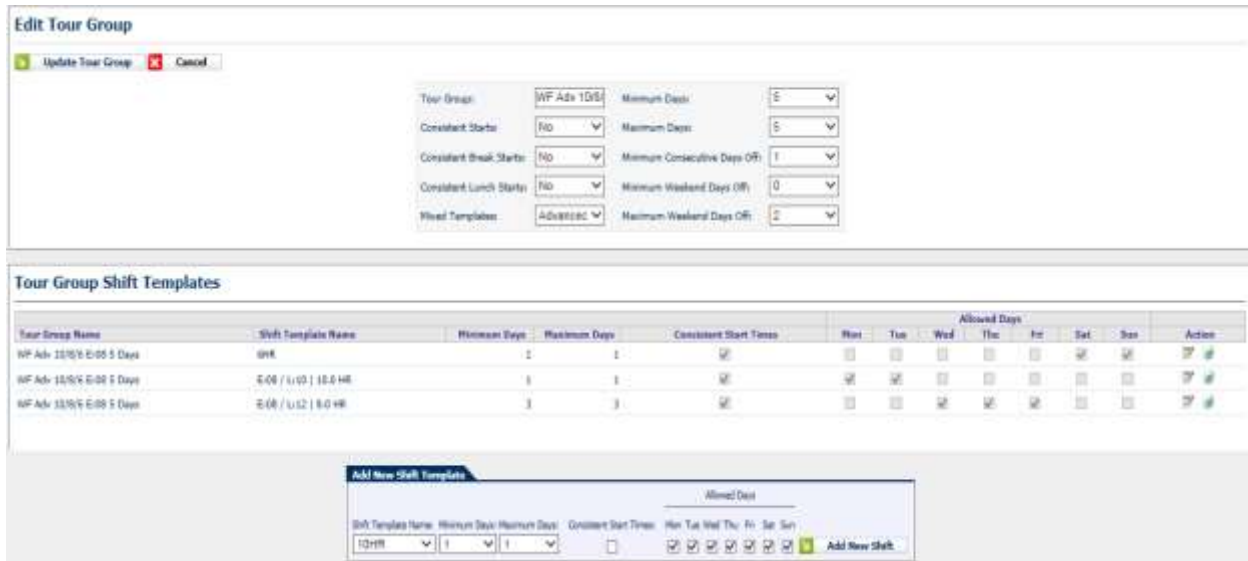 Edit Tour Group
Update Tour Group Cancel
Tour Group: WF Adv 10/8/ Minimum Days: 5
Consistent Starts: No Maximum Days: 5
Consistent Break Starts: No Minimum Consecutive Days Off: 1
Consistent Lunch Starts: No Minimum Weekend Days Off: 0
Mixed Templates: Advanced Maximum Weekend Days Off: 2
Tour Group Shift Templates
Allowed Days
Tour Group Name Shift Template Name Minimum Days Maximum Days Consistent Start Times Mon Tue Wed Thu Fri Sat Sun Action
WF Adv 10/8/6 E:08 5 Days 6HR 1 1
WF Adv 10/8/6 E:08 5 Days E:08 / L:10 | 10.0 HR 1 1
WF Adv 10/8/6 E:08 5 Days E:08 / L:12 | 8.0 HR 3 3
Add New Shift Template
Allowed Days
Shift Template Name: Minimum Days: Maximum Days: Consistent Start Times: Mon Tue Wed Thu Fri Sat Sun
10HR 1 1 Add New Shift